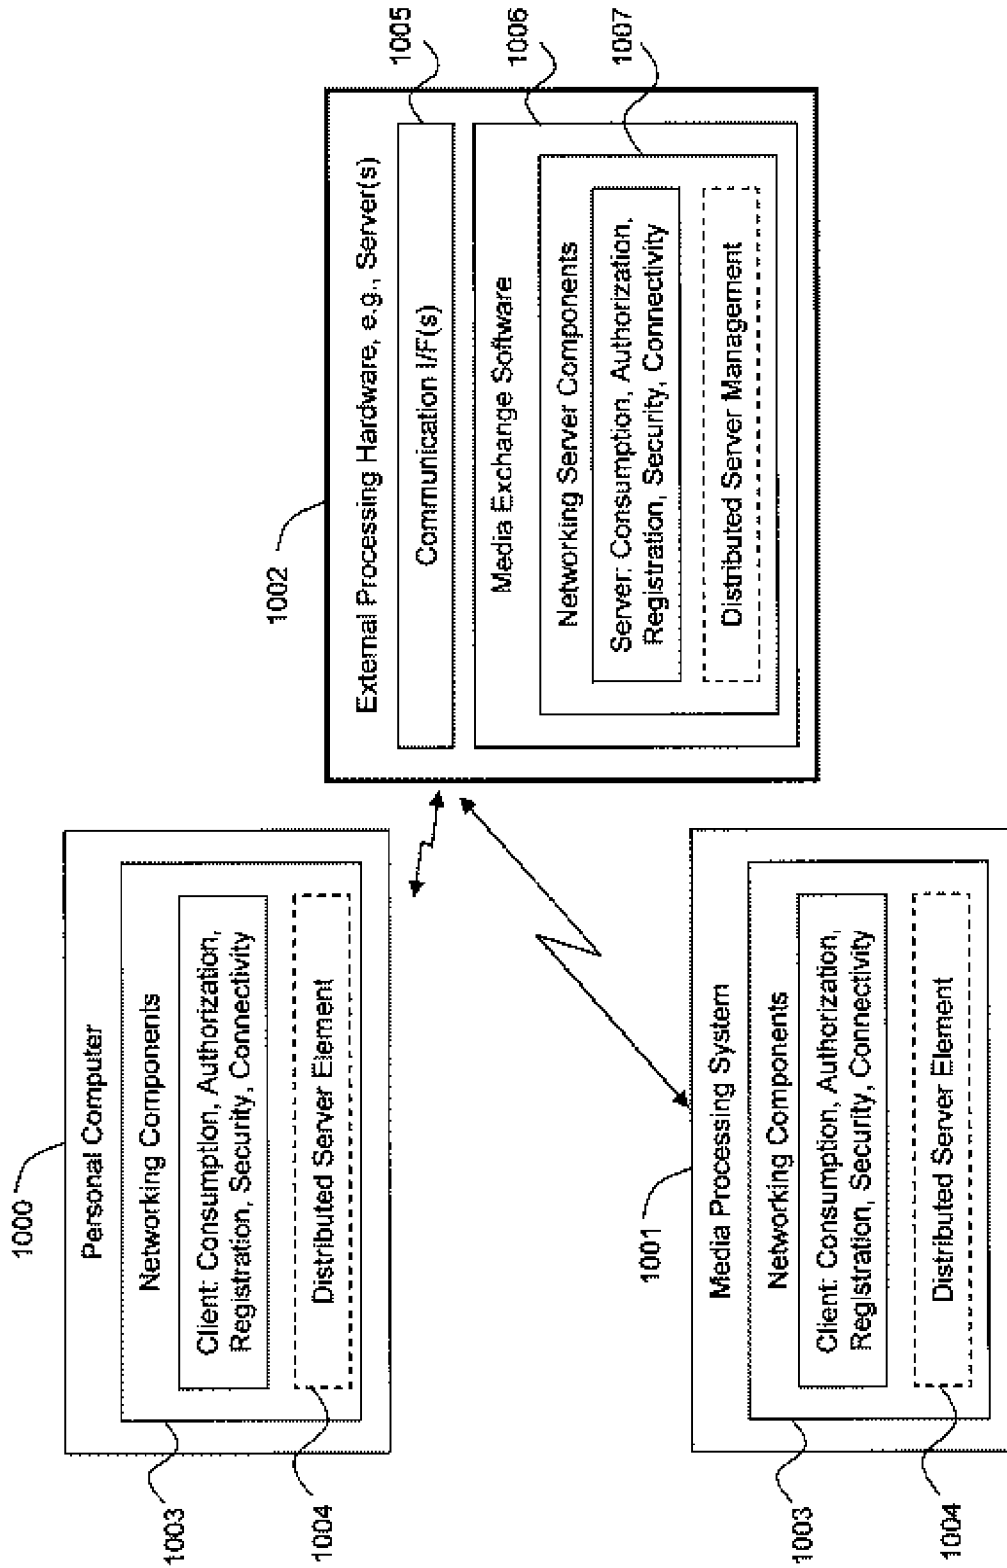 1000
Personal Computer
Networking Components
Client: Consumption, Authorization,
Registration, Security, Connectivity
Distributed Server Element
1003
1004
1002
External Processing Hardware, e.g., Server(s)
Communication I/F(s)
Media Exchange Software
Networking Server Components
Server: Consumption, Authorization,
Registration, Security, Connectivity
Distributed Server Management
1005
1006
1007
1001
Media Processing System
Networking Components
Client: Consumption, Authorization,
Registration, Security, Connectivity
Distributed Server Element
1003
1004